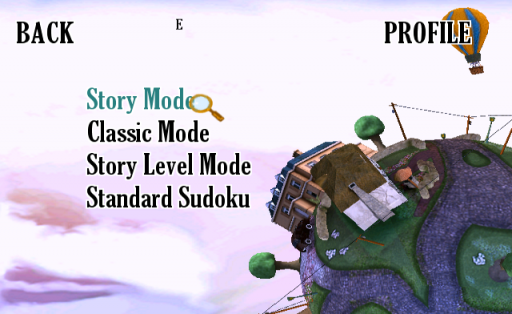 BACK
E
PROFILE
Story Mode
Classic Mode
Story Level Mode
Standard Sudoku